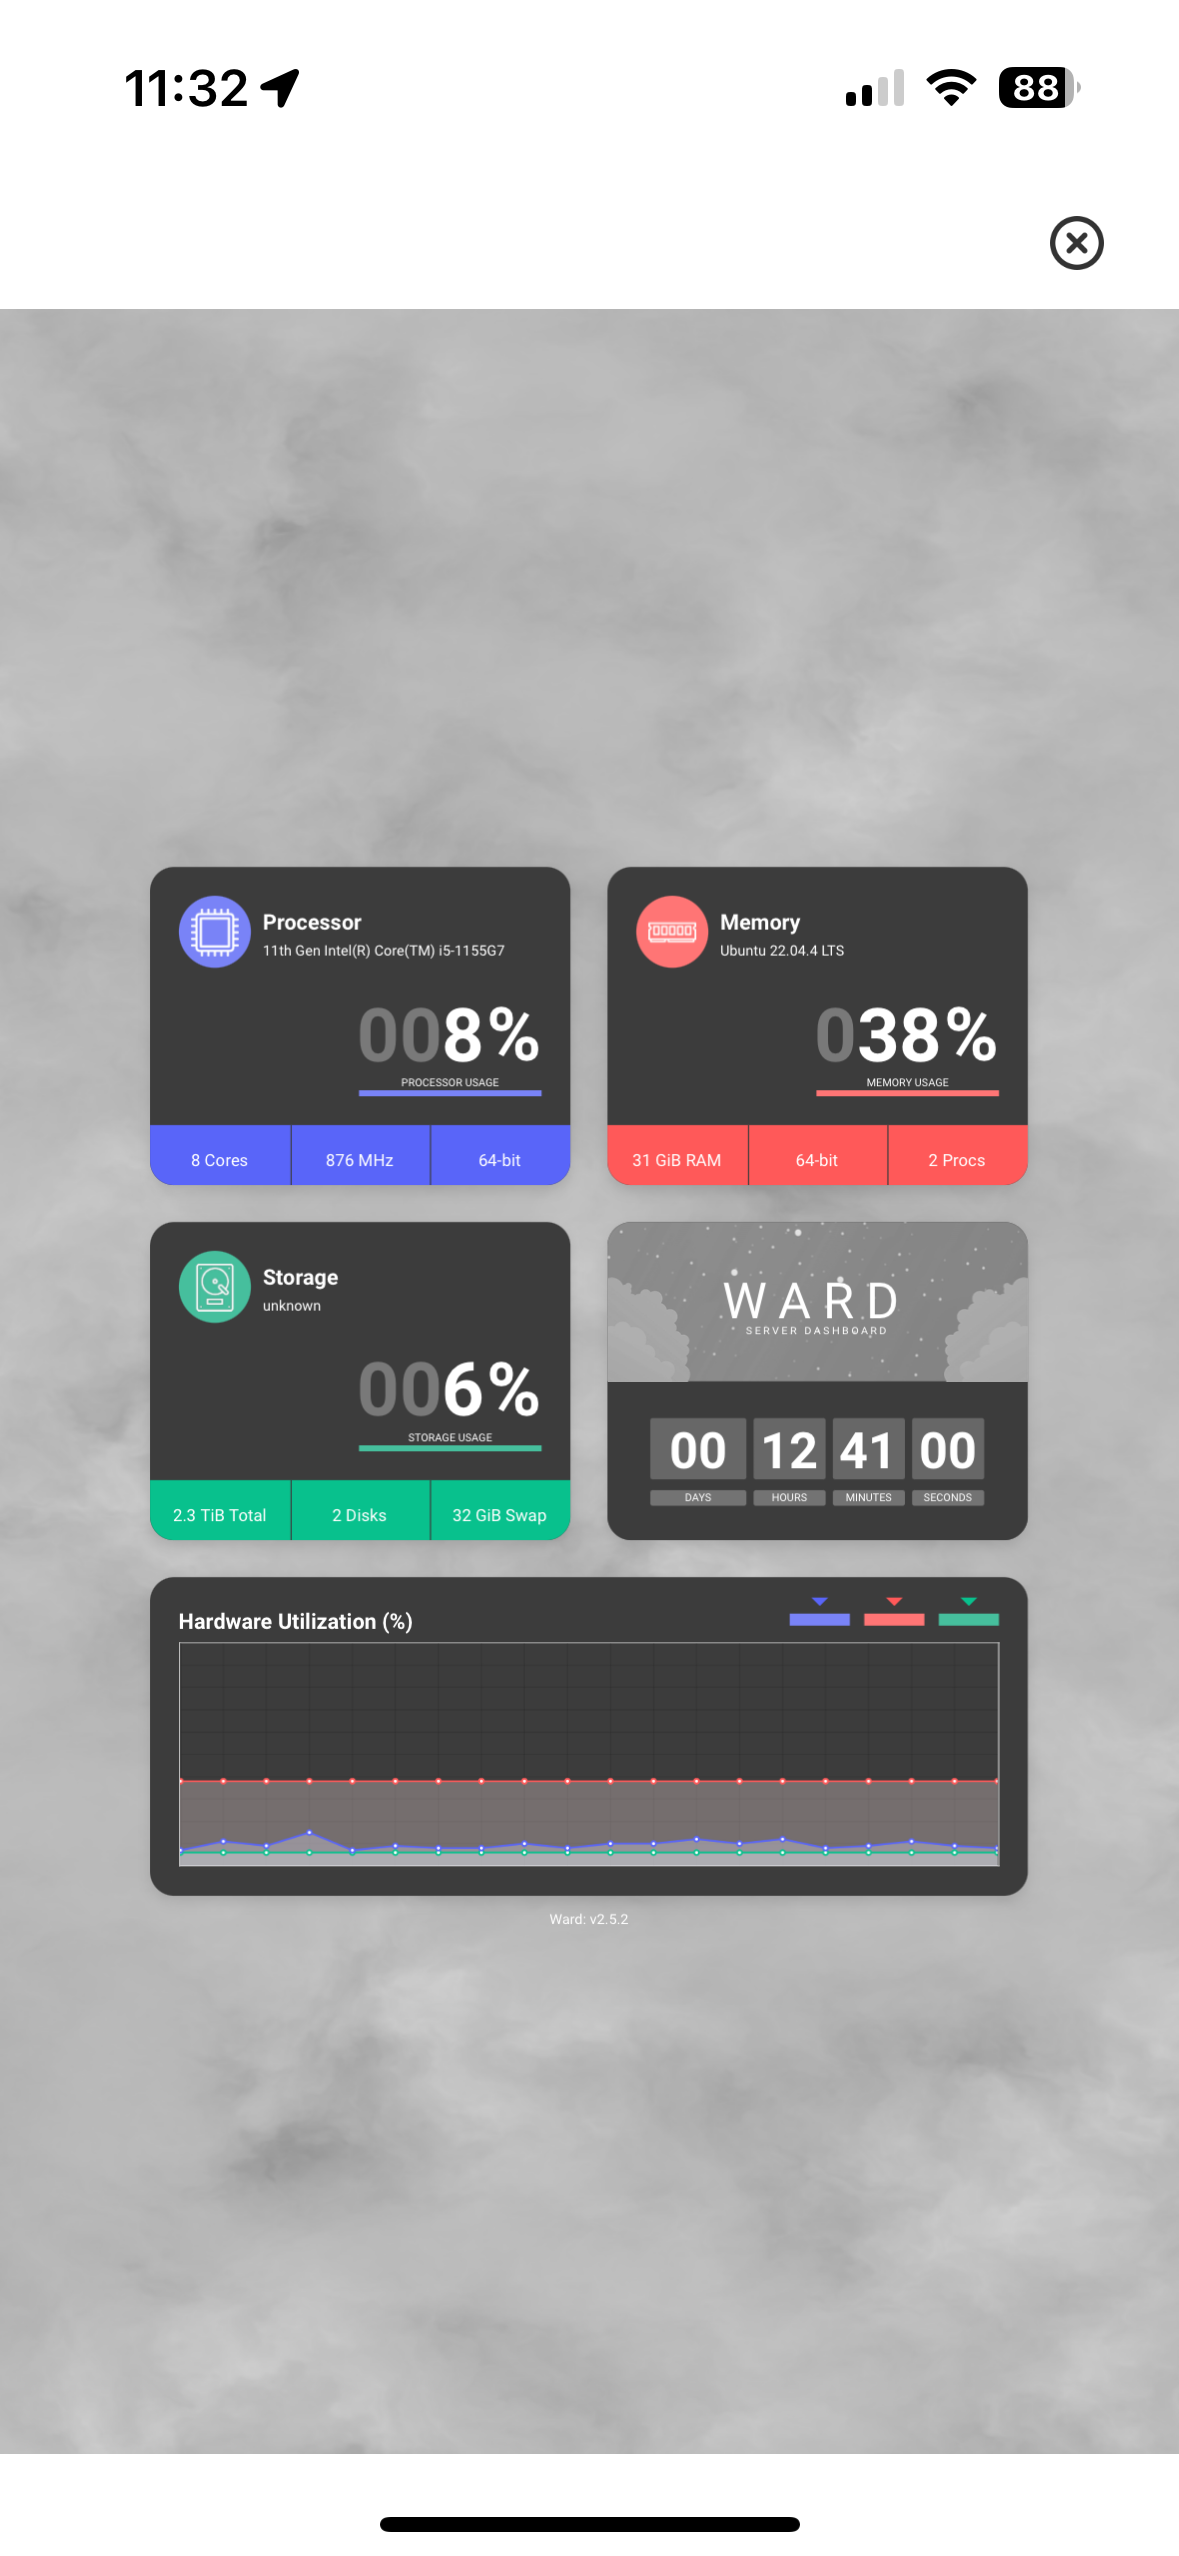 11:32
88
Processor
11th Gen Intel(R) Core(TM) i5-1155G7
008%
PROCESSOR USAGE
8 Cores
876 MHz
64-bit
Memory
Ubuntu 22.04.4 LTS
038%
MEMORY USAGE
31 GiB RAM
64-bit
2 Procs
Storage
unknown
006%
STORAGE USAGE
2.3 TiB Total
2 Disks
32 GiB Swap
WARD
SERVER DASHBOARD
00 12 41 00
DAYS HOURS MINUTES SECONDS
Hardware Utilization (%)
Ward: v2.5.2